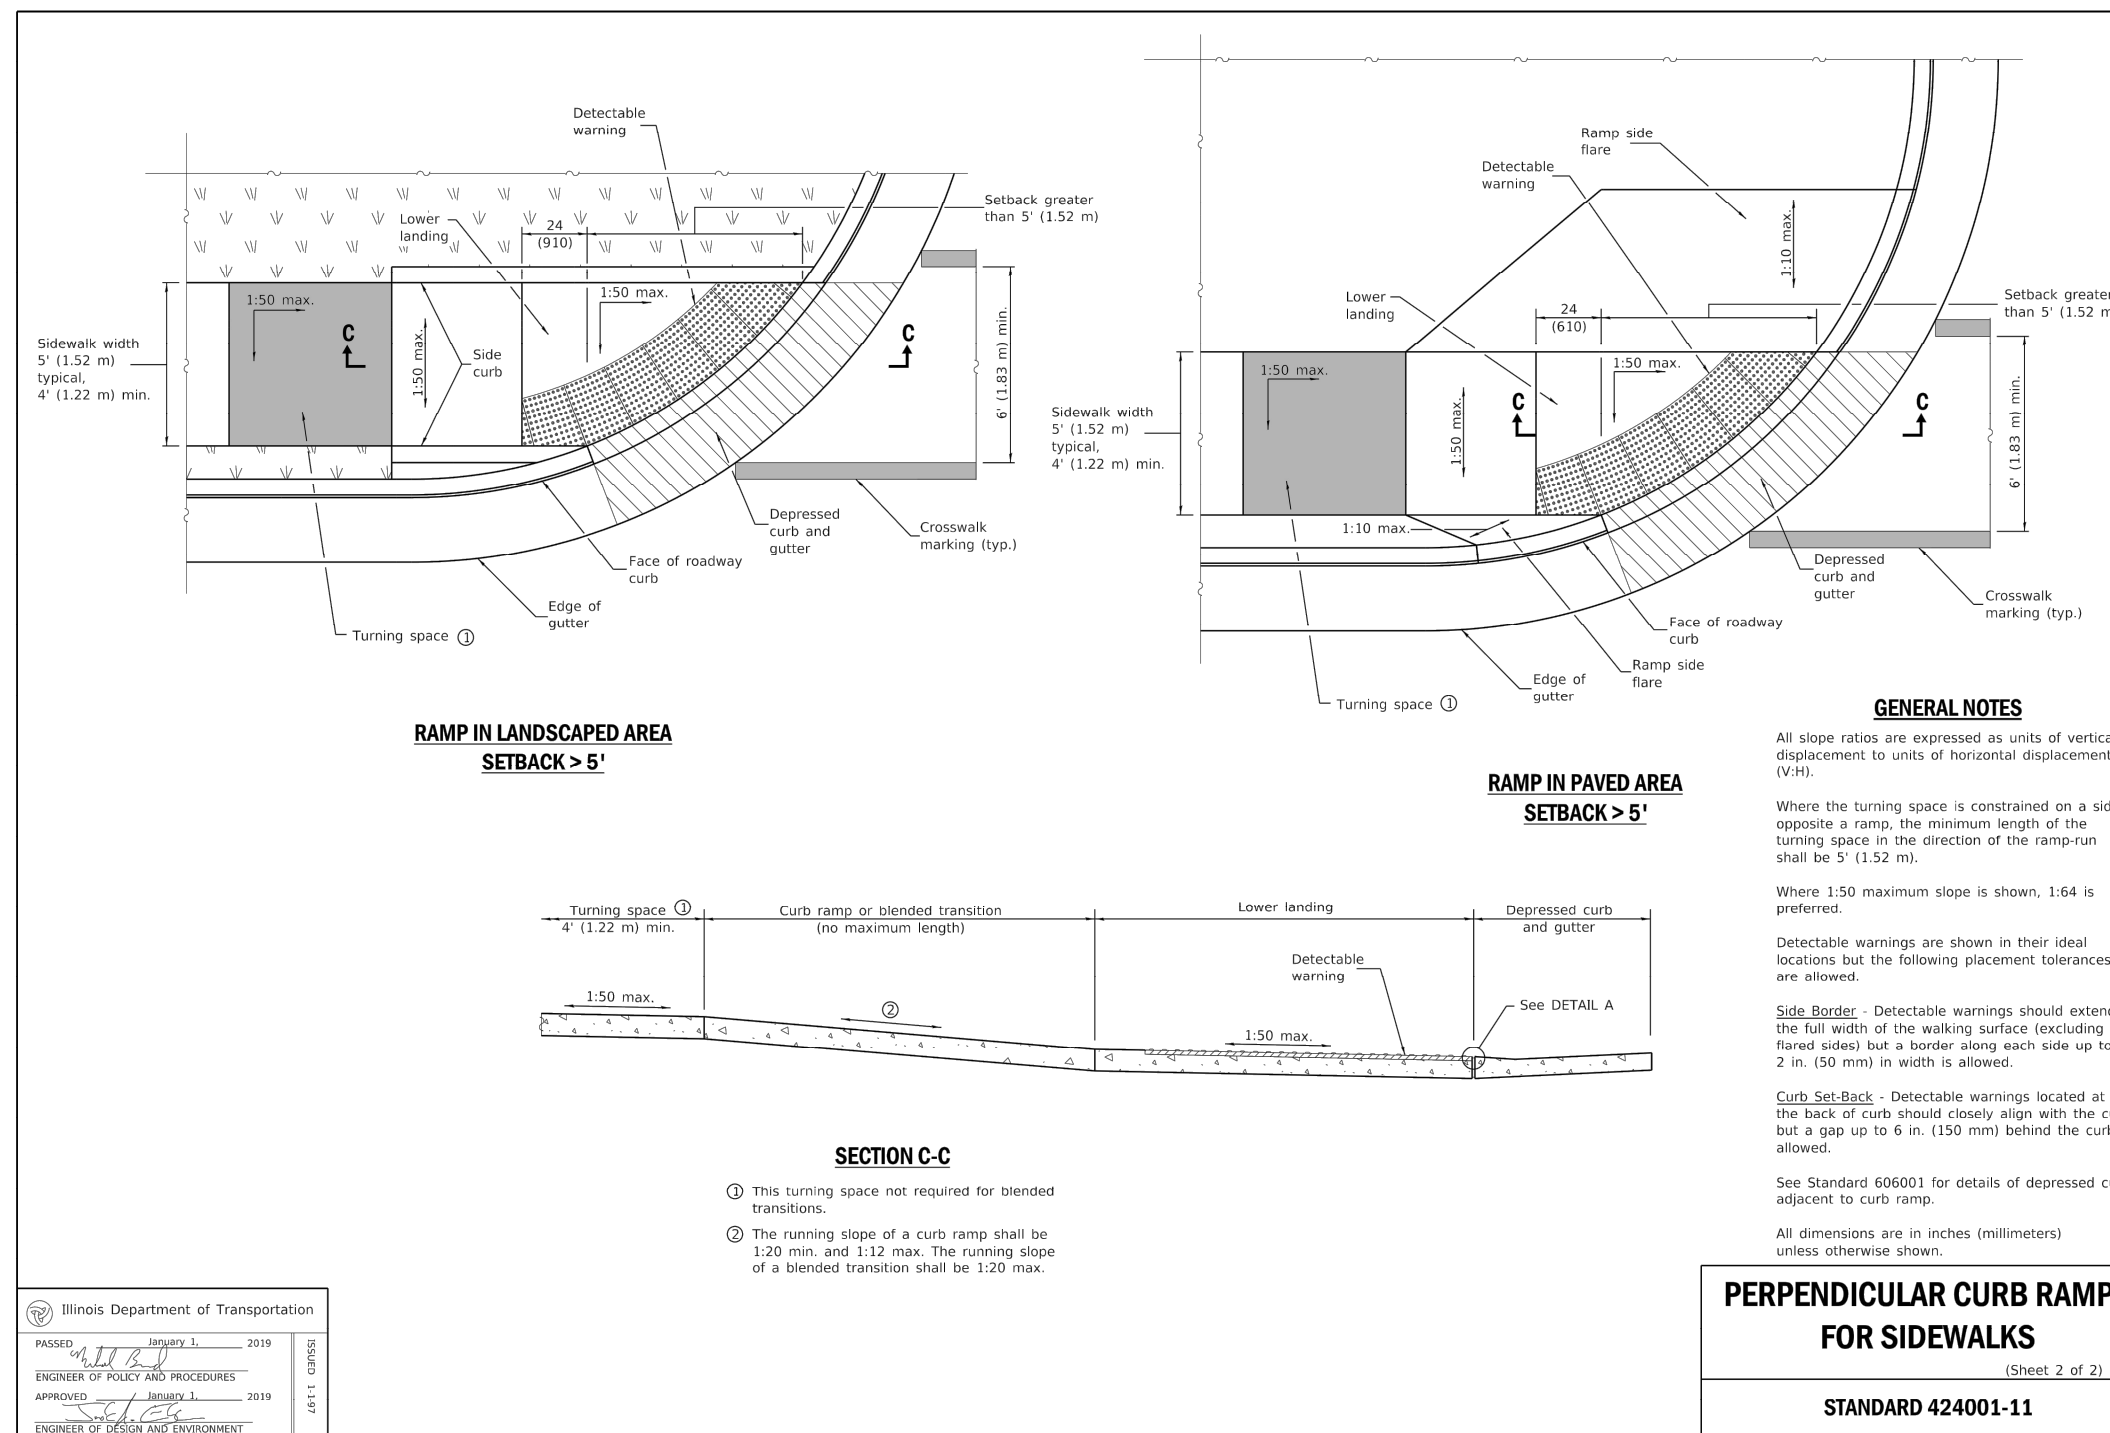 Detectable
warning
Setback greater
than 5' (1.52 m)
Lower
landing
24
(910)
1:50 max.
1:50 max.
C
C
Sidewalk width
5' (1.52 m)
typical,
4' (1.22 m) min.
1:50 max.
Side
curb
6' (1.83 m) min.
Depressed
curb and
gutter
Crosswalk
marking (typ.)
Face of roadway
curb
Edge of
gutter
Turning space 1
RAMP IN LANDSCAPED AREA
SETBACK > 5'
Ramp side
flare
Detectable
warning
1:10 max.
Lower
landing
24
(610)
Setback greater
than 5' (1.52 m
1:50 max.
1:50 max.
C
C
Sidewalk width
5' (1.52 m)
typical,
4' (1.22 m) min.
1:50 max.
6' (1.83 m) min.
1:10 max.
Depressed
curb and
gutter
Crosswalk
marking (typ.)
Face of roadway
curb
Ramp side
flare
Edge of
gutter
Turning space 1
RAMP IN PAVED AREA
SETBACK > 5'
GENERAL NOTES
All slope ratios are expressed as units of
displacement to units of horizontal displacement
(V:H).
Where the turning space is constrained on a
opposite a ramp, the minimum length of the
turning space in the direction of the ramp-run
shall be 5' (1.52 m).
Where 1:50 maximum slope is shown, 1:64 is
preferred.
Detectable warnings are shown in their ideal
locations but the following placement tolerances
are allowed.
Side Border - Detectable warnings should
the full width of the walking surface (excluding
flared sides) but a border along each side up to
2 in. (50 mm) in width is allowed.
Curb Set-Back - Detectable warnings located at
the back of curb should closely align with the
but a gap up to 6 in. (150 mm) behind the
allowed.
See Standard 606001 for details of depressed
adjacent to curb ramp.
All dimensions are in inches (millimeters)
unless otherwise shown.
Turning space 1
4' (1.22 m) min.
Curb ramp or blended transition
(no maximum length)
Lower landing
Depressed curb
and gutter
Detectable
warning
1:50 max.
2
1:50 max.
See DETAIL A
SECTION C-C
1 This turning space not required for blended
transitions.
2 The running slope of a curb ramp shall be
1:20 min. and 1:12 max. The running slope
of a blended transition shall be 1:20 max.
Illinois Department of Transportation
PASSED January 1, 2019
ENGINEER OF POLICY AND PROCEDURES
APPROVED January 1, 2019
ENGINEER OF DESIGN AND ENVIRONMENT
ISSUED 1-1-97
PERPENDICULAR CURB RAMP
FOR SIDEWALKS
(Sheet 2 of 2)
STANDARD 424001-11